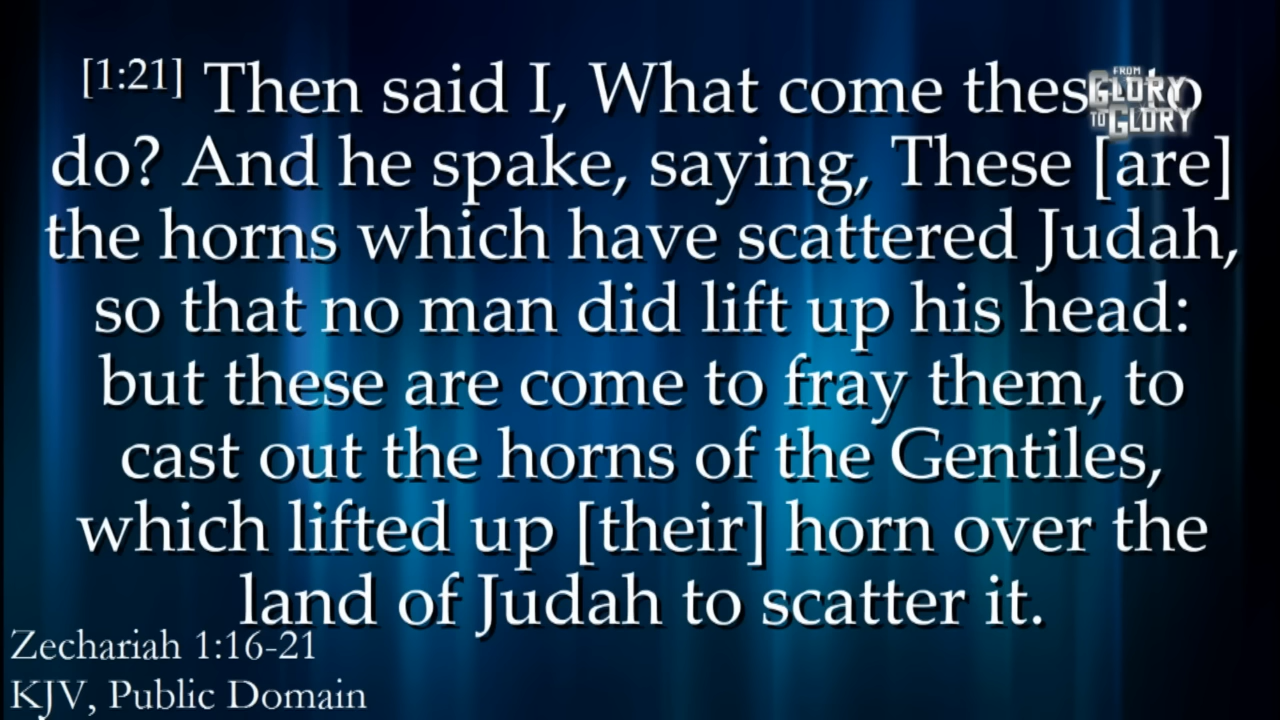 [1:21] Then said I, What come these to
do? And he spake, saying, These [are]
the horns which have scattered Judah,
so that no man did lift up his head:
but these are come to fray them, to
cast out the horns of the Gentiles,
which lifted up [their] horn over the
land of Judah to scatter it.
Zechariah 1:16-21
KJV, Public Domain
FROM
GLORY
TO GLORY